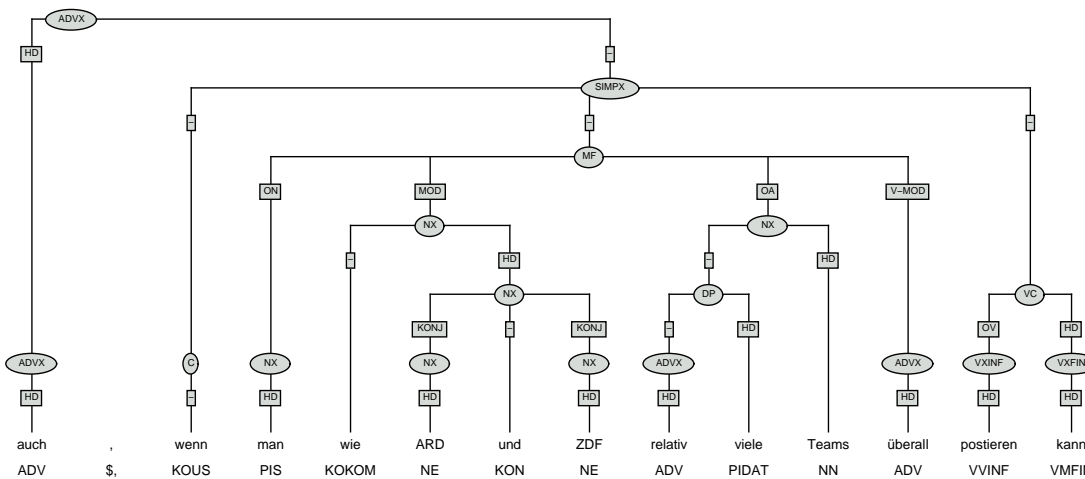 ADVX
HD –
SIMPX
– – –
MF
ON MOD OA V–MOD
NX NX
– HD – HD
NX DP VC
KONJ – KONJ – HD OV HD
ADVX C NX NX NX ADVX ADVX VXINF VXFIN
HD – HD HD HD HD HD HD HD
auch , wenn man wie ARD und ZDF relativ viele Teams überall postieren kann
ADV $, KOUS PIS KOKOM NE KON NE ADV PIDAT NN ADV VVINF VMFI